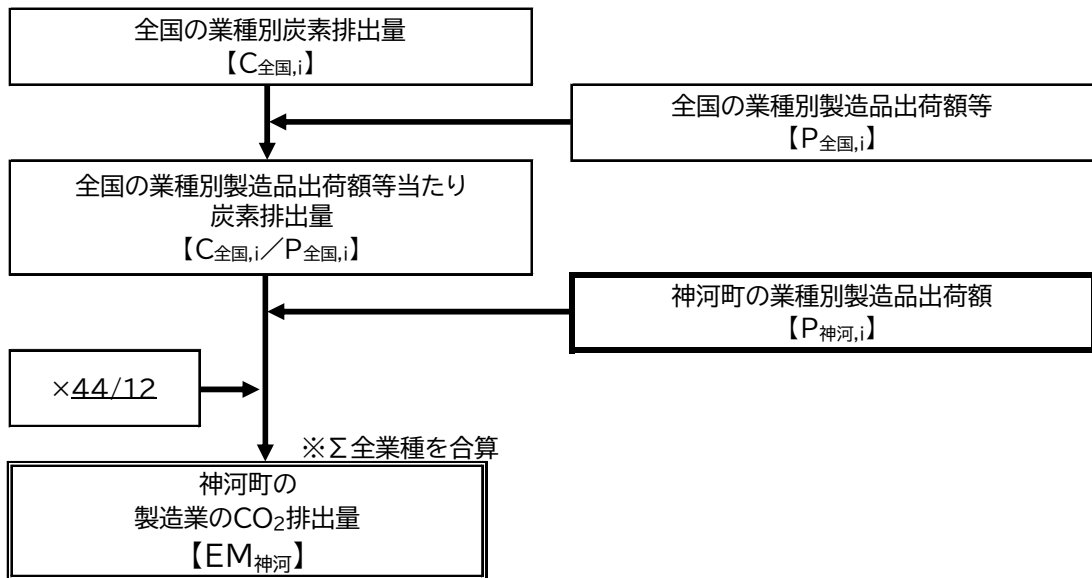 全国の業種別炭素排出量
【C全国,i】
全国の業種別製造品出荷額等
【P全国,i】
全国の業種別製造品出荷額等当たり
炭素排出量
【C全国,i／P全国,i】
神河町の業種別製造品出荷額
【P神河,i】
×44/12
※Σ全業種を合算
神河町の
製造業のCO₂排出量
【EM神河】